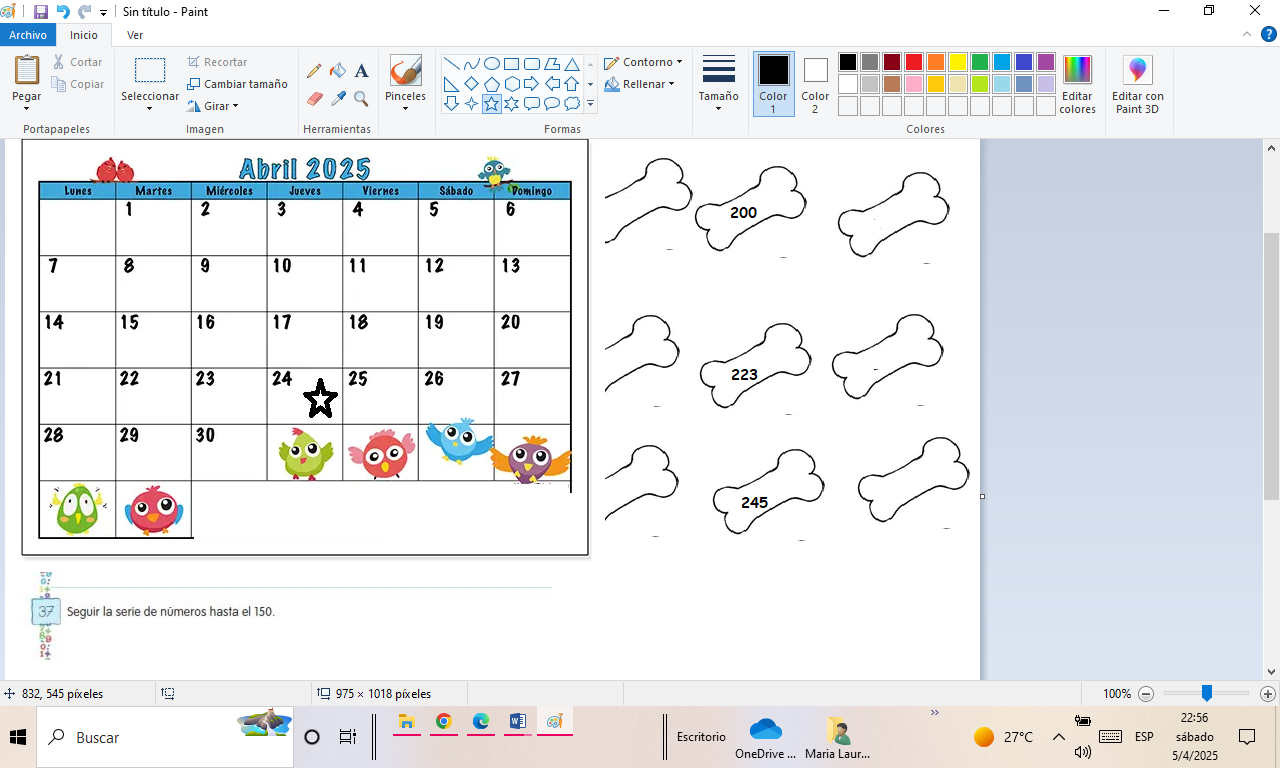 Sin título - Paint
Archivo Inicio Ver
Pegar
Cortar
Copiar
Portapapeles
Seleccionar
Recortar
Cambiar tamaño
Girar
Imagen
A
Herramientas
Pinceles
Contorno
Rellenar
Formas
Tamaño
Color 1
Color 2
Editar colores
Colores
Editar con Paint 3D
Abril 2025
Lunes Martes Miércoles Jueves Viernes Sábado Domingo
1 2 3 4 5 6
7 8 9 10 11 12 13
14 15 16 17 18 19 20
21 22 23 24 25 26 27
28 29 30
200
223
245
37 Seguir la serie de números hasta el 150.
832, 545 píxeles
975 × 1018 píxeles
100%
Buscar
Escritorio
OneDrive ...
Maria Laur...
27°C
ESP
22:56
sábado
5/4/2025